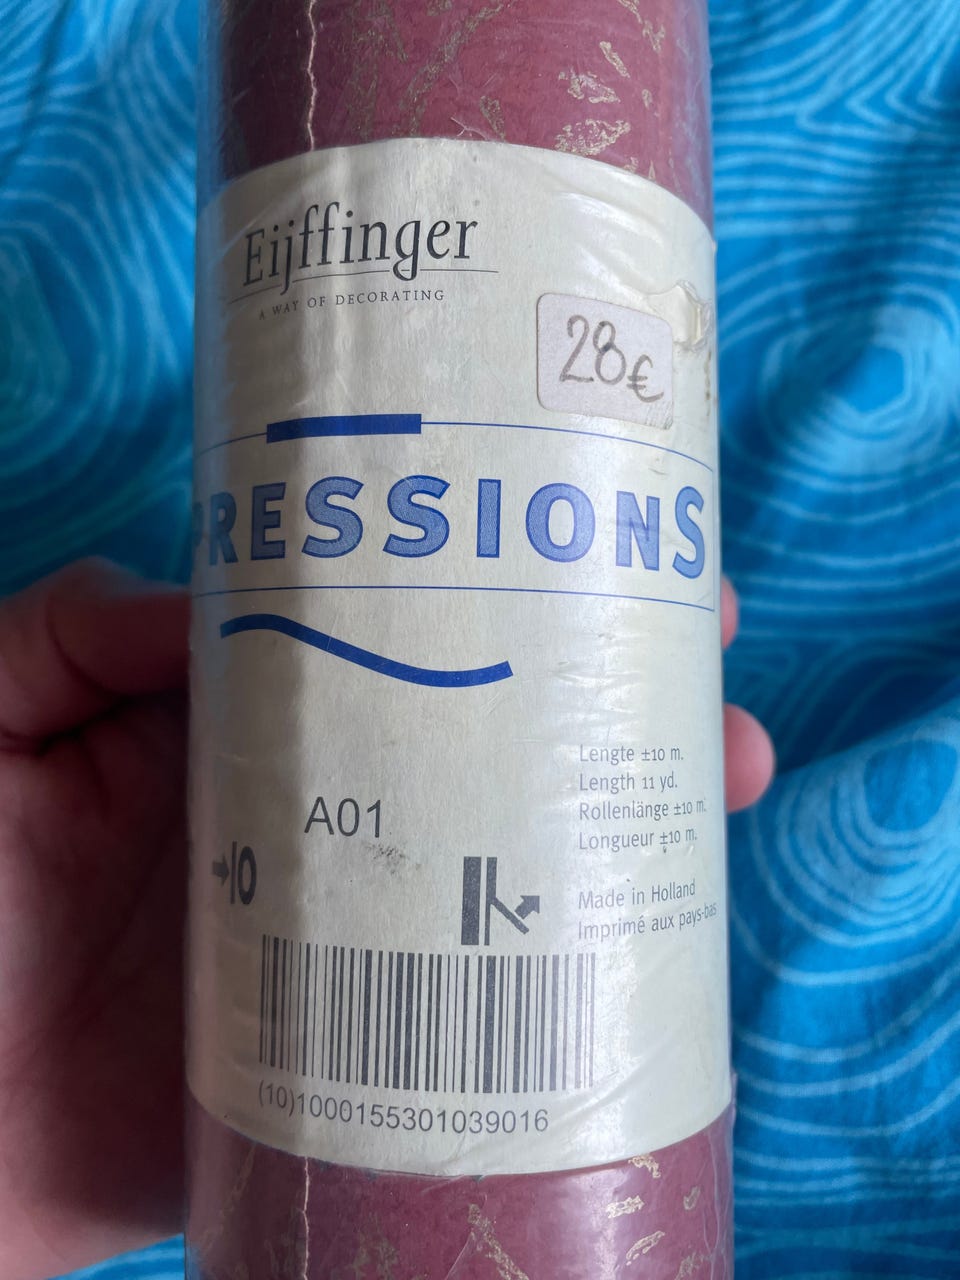 Eijffinger
A WAY OF DECORATING
28€
PRESSIONS
A01
Lengte ±10 m.
Length 11 yd.
Rollenlänge ±10 m.
Longueur ±10 m.
Made in Holland
Imprimé aux pays-bas
(10)1000155301039016